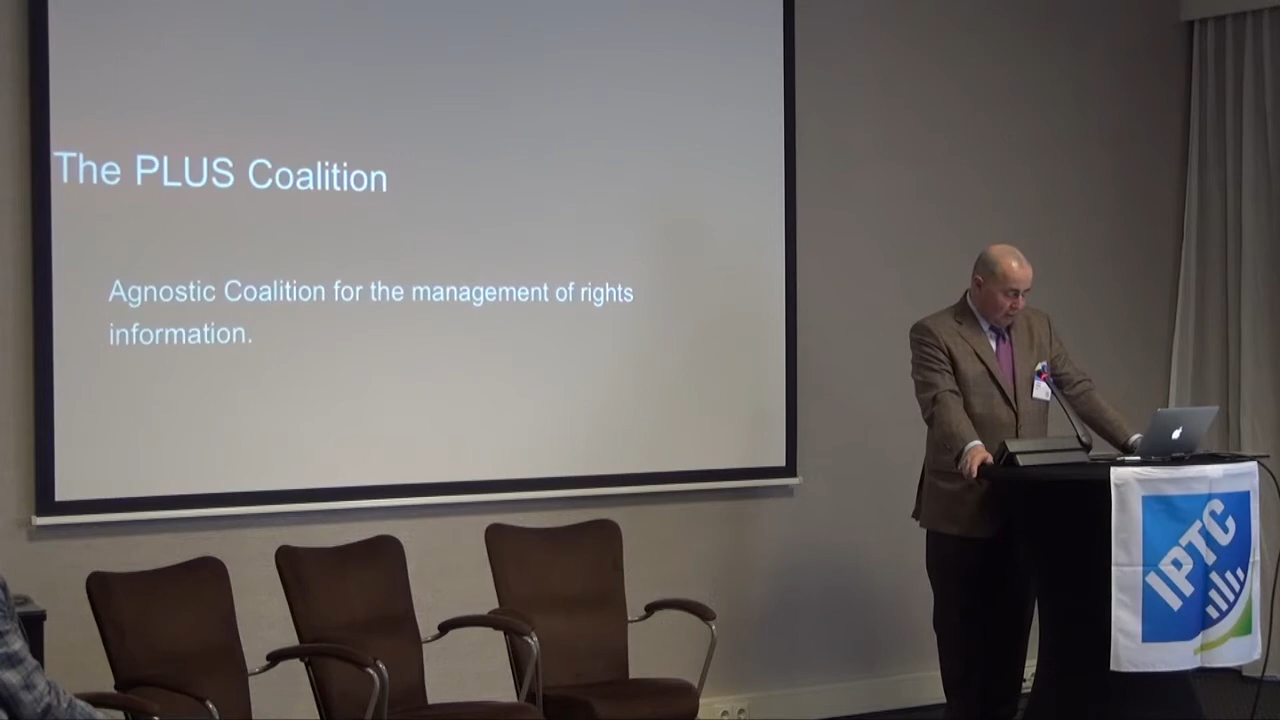 The PLUS Coalition
Agnostic Coalition for the management of rights
information.
IPTC